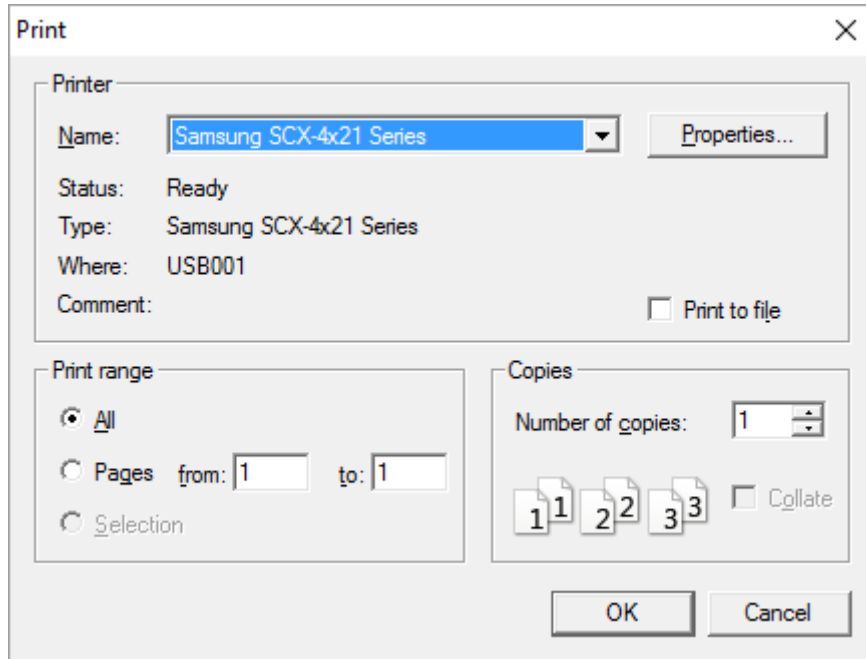 Print
Printer
Name: Samsung SCX-4x21 Series Properties...
Status: Ready
Type: Samsung SCX-4x21 Series
Where: USB001
Comment: Print to file
Print range
All
Pages from: 1 to: 1
Selection
Copies
Number of copies: 1
1 1 2 2 3 3 Collate
OK Cancel